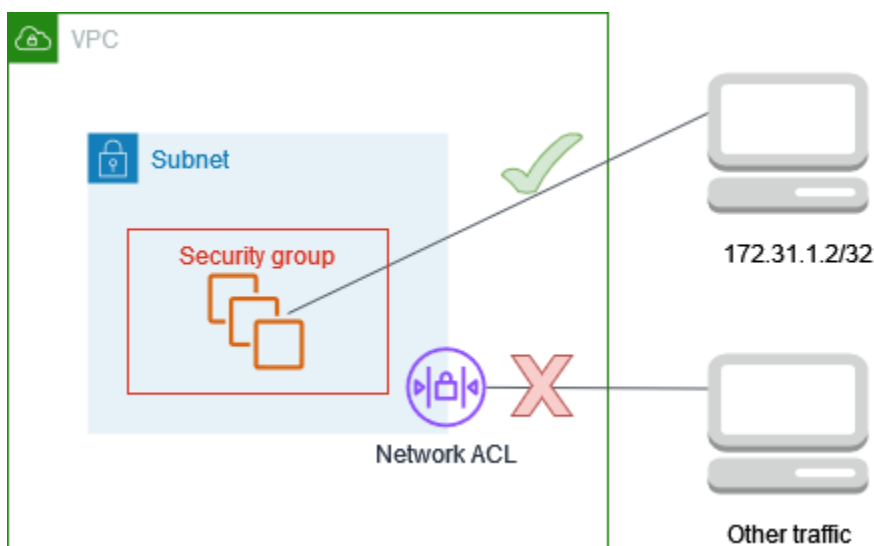 VPC
Subnet
Security group
172.31.1.2/32
Network ACL
Other traffic